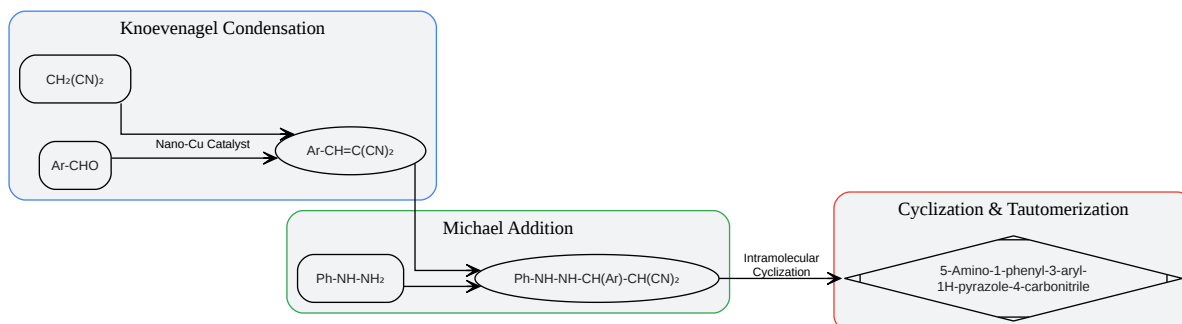 Knoevenagel Condensation
CH₂(CN)₂
Nano-Cu Catalyst
Ar-CHO
Ar-CH=C(CN)₂
Michael Addition
Ph-NH-NH₂
Ph-NH-NH-CH(Ar)-CH(CN)₂
Intramolecular
Cyclization
Cyclization & Tautomerization
5-Amino-1-phenyl-3-aryl-
1H-pyrazole-4-carbonitrile